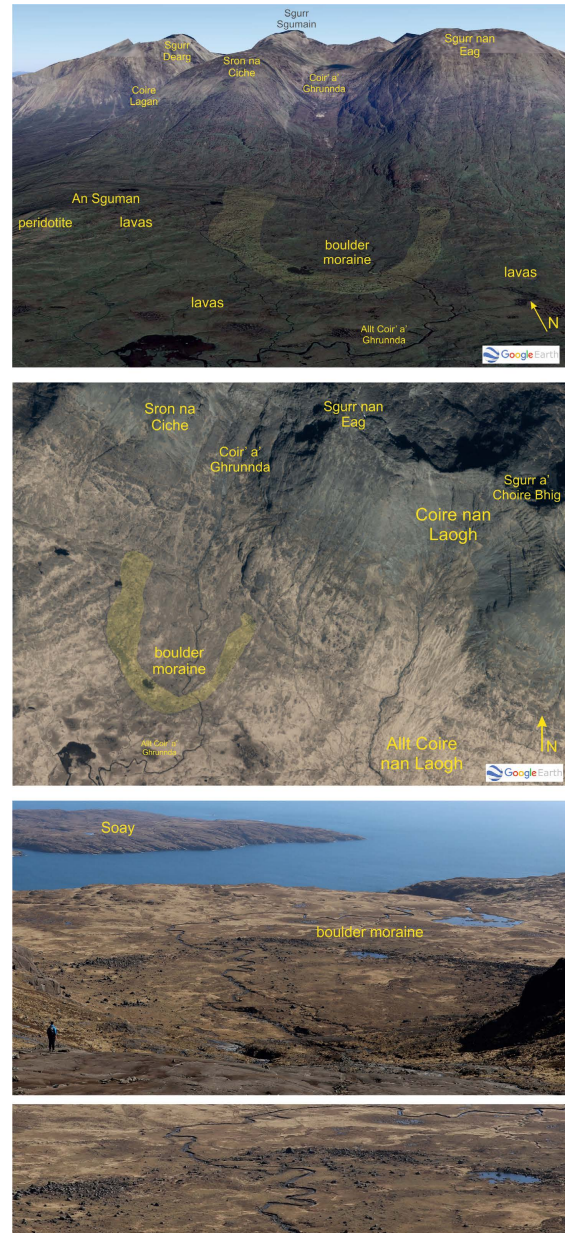 Sgurr
Sgumain
Sgurr
Dearg
Sron na
Ciche
Sgurr nan
Eag
Coir' a'
Ghrunnda
Coire
Lagan
An Sguman
peridotite
lavas
boulder
moraine
lavas
lavas
Allt Coir' a'
Ghrunnda
N
Google Earth
Sron na
Ciche
Sgurr nan
Eag
Coir' a'
Ghrunnda
Sgurr a'
Choire Bhig
Coire nan
Laogh
boulder
moraine
Allt Coir' a'
Ghrunnda
Allt Coire
nan Laogh
N
Google Earth
Soay
boulder moraine